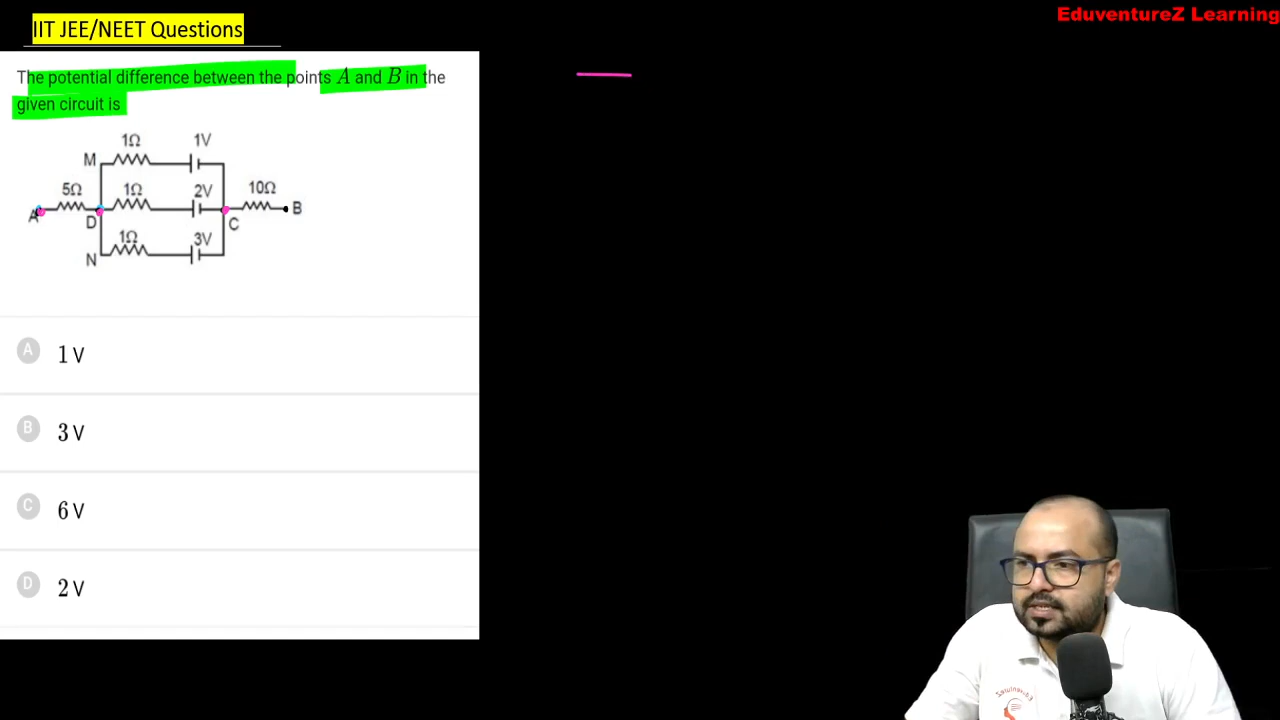 IIT JEE/NEET Questions
EduventureZ Learning
The potential difference between the points A and B in the
given circuit is
1Ω 1V
M
5Ω 1Ω 2V 10Ω
A D C B
1Ω 3V
N
A 1 V
B 3 V
C 6 V
D 2 V